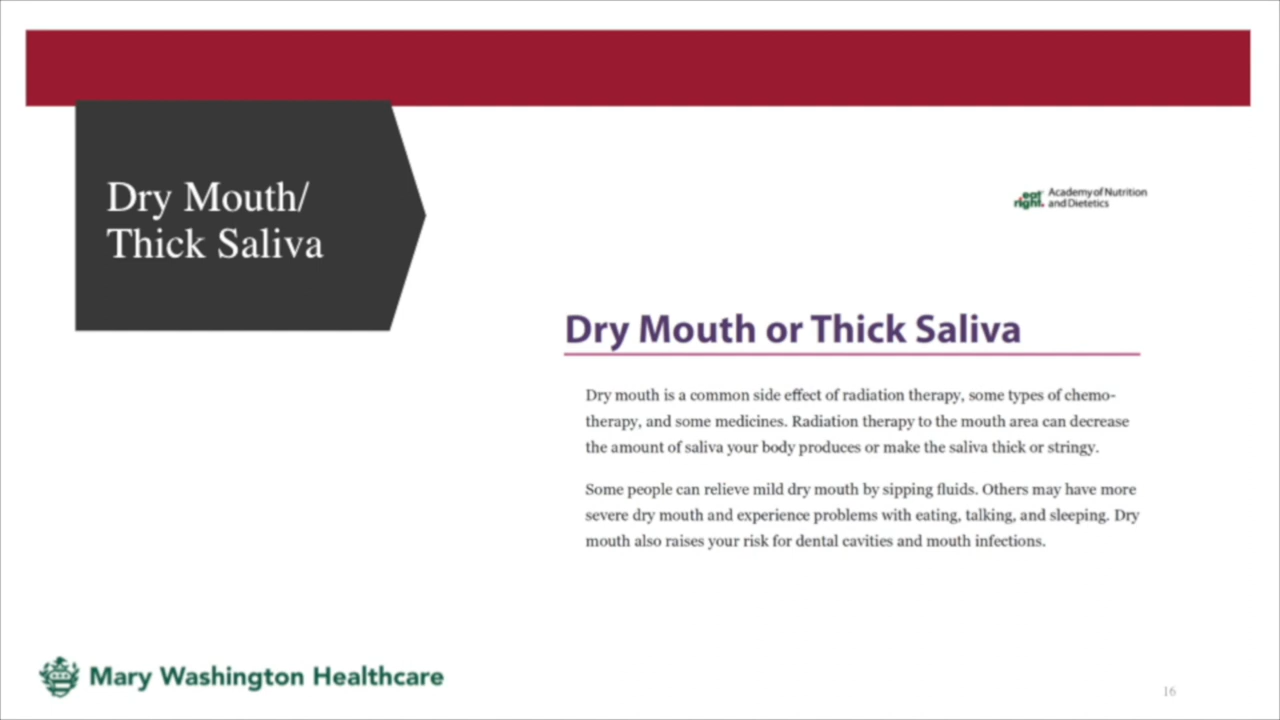 Dry Mouth/
Thick Saliva
eat right. Academy of Nutrition
and Dietetics
Dry Mouth or Thick Saliva
Dry mouth is a common side effect of radiation therapy, some types of chemo-
therapy, and some medicines. Radiation therapy to the mouth area can decrease
the amount of saliva your body produces or make the saliva thick or stringy.
Some people can relieve mild dry mouth by sipping fluids. Others may have more
severe dry mouth and experience problems with eating, talking, and sleeping. Dry
mouth also raises your risk for dental cavities and mouth infections.
Mary Washington Healthcare
16